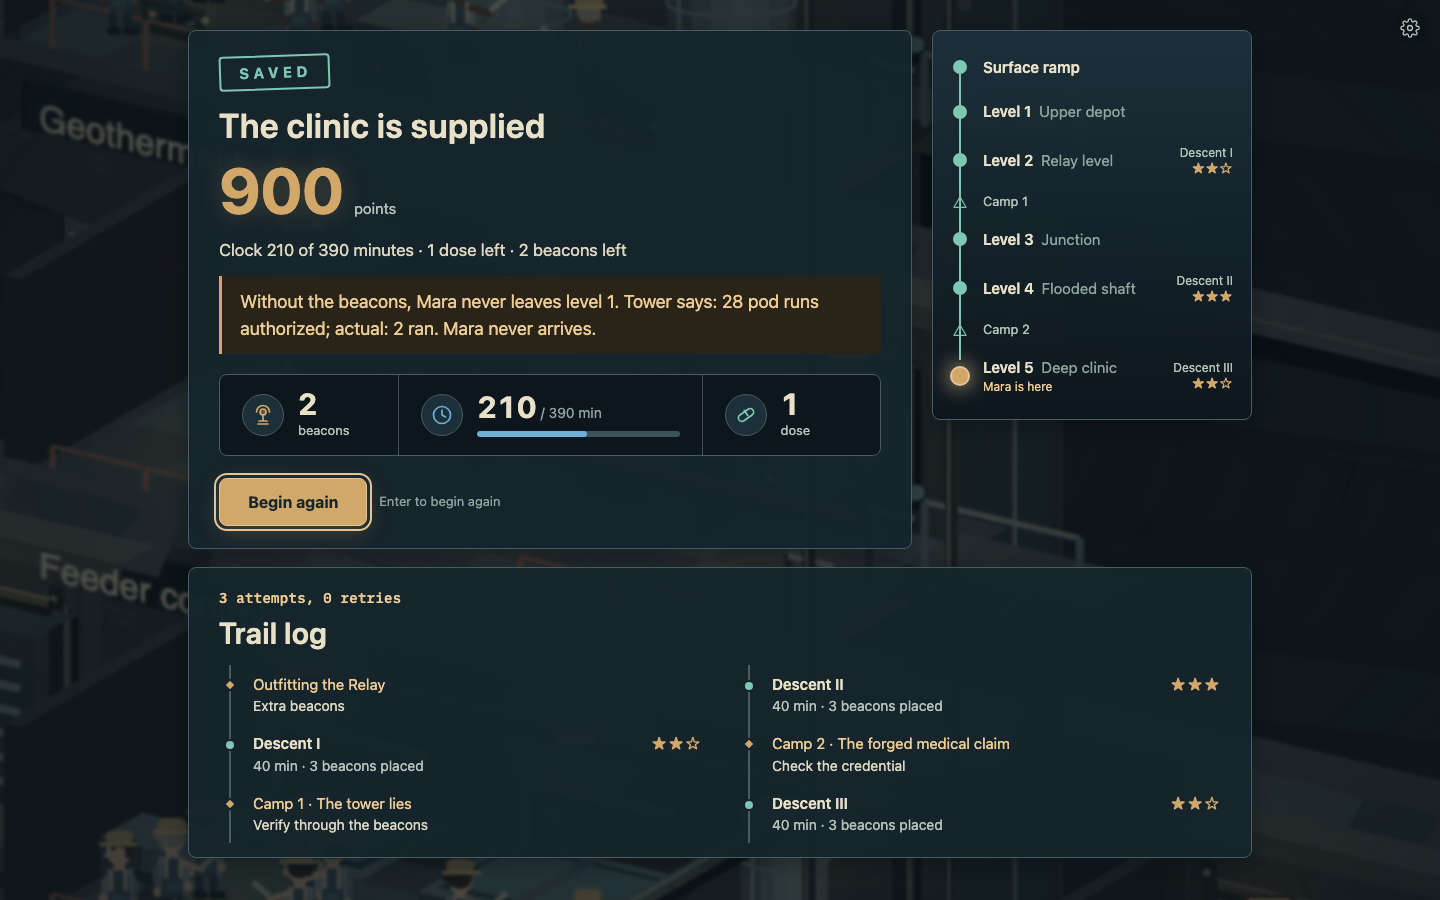 SAVED
The clinic is supplied
900 points
Clock 210 of 390 minutes · 1 dose left · 2 beacons left
Without the beacons, Mara never leaves level 1. Tower says: 28 pod runs
authorized; actual: 2 ran. Mara never arrives.
2
beacons
210 / 390 min
1
dose
Begin again
Enter to begin again
Surface ramp
Level 1 Upper depot
Level 2 Relay level
Descent I
Camp 1
Level 3 Junction
Level 4 Flooded shaft
Descent II
Camp 2
Level 5 Deep clinic
Mara is here
Descent III
3 attempts, 0 retries
Trail log
Outfitting the Relay
Extra beacons
Descent I
40 min · 3 beacons placed
Camp 1 · The tower lies
Verify through the beacons
Descent II
40 min · 3 beacons placed
Camp 2 · The forged medical claim
Check the credential
Descent III
40 min · 3 beacons placed
Geotherm
Feeder co